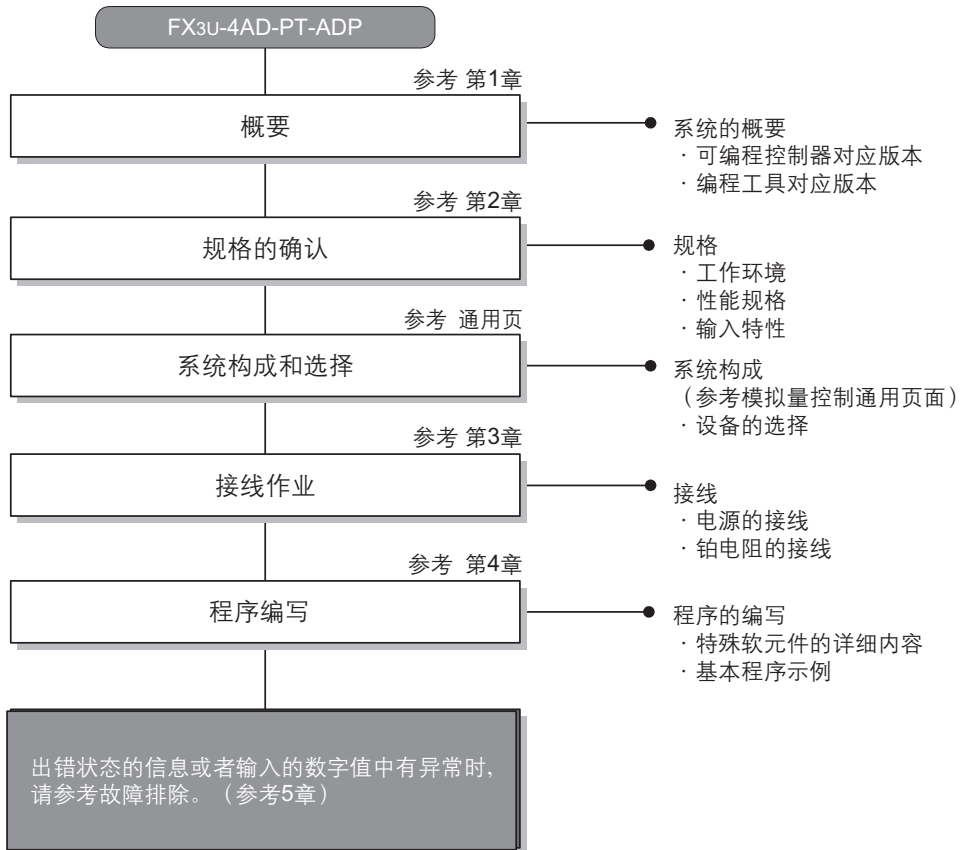 FX3U-4AD-PT-ADP
参考 第1章
概要
系统的概要
· 可编程控制器对应版本
· 编程工具对应版本
参考 第2章
规格的确认
规格
· 工作环境
· 性能规格
· 输入特性
参考 通用页
系统构成和选择
系统构成
（参考模拟量控制通用页面）
· 设备的选择
参考 第3章
接线作业
接线
· 电源的接线
· 铂电阻的接线
参考 第4章
程序编写
程序的编写
· 特殊软元件的详细内容
· 基本程序示例
出错状态的信息或者输入的数字值中有异常时,
请参考故障排除。（参考5章）